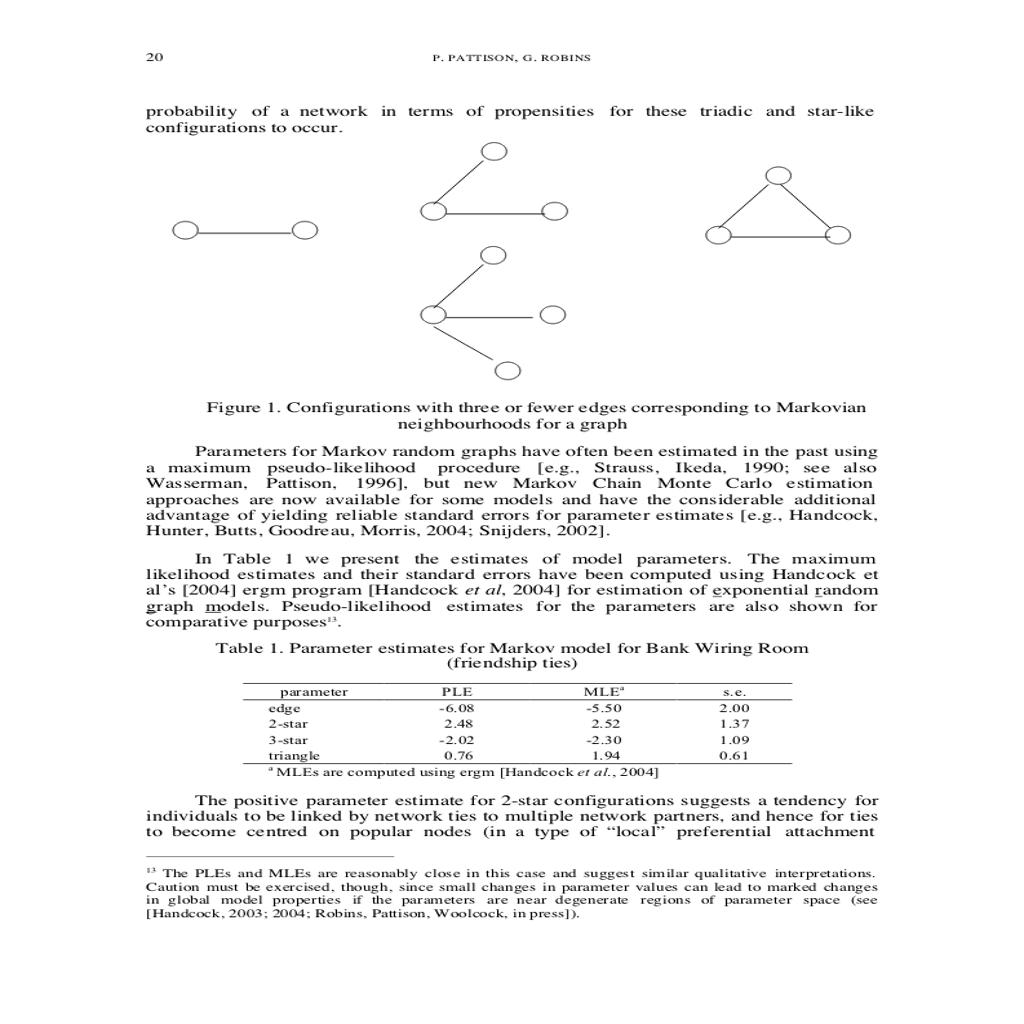 20
P. PATTISON, G. ROBINS
probability of a network in terms of propensities for these triadic and star-like
configurations to occur.
Figure 1. Configurations with three or fewer edges corresponding to Markovian
neighbourhoods for a graph
Parameters for Markov random graphs have often been estimated in the past using
a maximum pseudo-likelihood procedure [e.g., Strauss, Ikeda, 1990; see also
Wasserman, Pattison, 1996], but new Markov Chain Monte Carlo estimation
approaches are now available for some models and have the considerable additional
advantage of yielding reliable standard errors for parameter estimates [e.g., Handcock,
Hunter, Butts, Goodreau, Morris, 2004; Snijders, 2002].
In Table 1 we present the estimates of model parameters. The maximum
likelihood estimates and their standard errors have been computed using Handcock et
al’s [2004] ergm program [Handcock et al, 2004] for estimation of exponential random
graph models. Pseudo-likelihood estimates for the parameters are also shown for
comparative purposes¹³.
Table 1. Parameter estimates for Markov model for Bank Wiring Room
(friendship ties)
parameter PLE MLEᵃ s.e.
edge -6.08 -5.50 2.00
2-star 2.48 2.52 1.37
3-star -2.02 -2.30 1.09
triangle 0.76 1.94 0.61
ᵃ MLEs are computed using ergm [Handcock et al., 2004]
The positive parameter estimate for 2-star configurations suggests a tendency for
individuals to be linked by network ties to multiple network partners, and hence for ties
to become centred on popular nodes (in a type of “local” preferential attachment
¹³ The PLEs and MLEs are reasonably close in this case and suggest similar qualitative interpretations.
Caution must be exercised, though, since small changes in parameter values can lead to marked changes
in global model properties if the parameters are near degenerate regions of parameter space (see
[Handcock, 2003; 2004; Robins, Pattison, Woolcock, in press]).